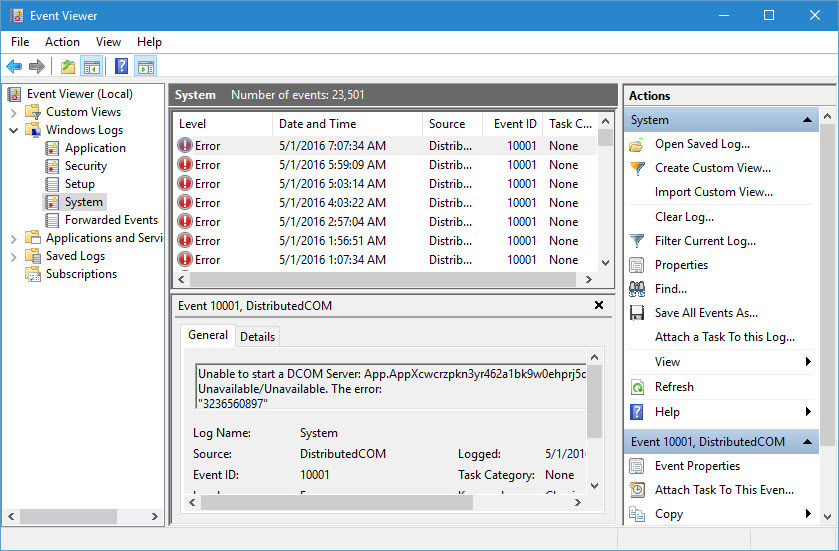 Event Viewer
File Action View Help
Event Viewer (Local)
Custom Views
Windows Logs
Application
Security
Setup
System
Forwarded Events
Applications and Servi
Saved Logs
Subscriptions
System Number of events: 23,501
Level Date and Time Source Event ID Task C...
Error 5/1/2016 7:07:34 AM Distrib... 10001 None
Error 5/1/2016 5:59:09 AM Distrib... 10001 None
Error 5/1/2016 5:03:14 AM Distrib... 10001 None
Error 5/1/2016 4:03:22 AM Distrib... 10001 None
Error 5/1/2016 2:57:04 AM Distrib... 10001 None
Error 5/1/2016 1:56:51 AM Distrib... 10001 None
Error 5/1/2016 1:07:34 AM Distrib... 10001 None
Event 10001, DistributedCOM
General Details
Unable to start a DCOM Server: App.AppXcwcrzpkn3yr462a1bk9w0ehprj5c
Unavailable/Unavailable. The error:
"3236560897"
Log Name: System
Source: DistributedCOM Logged: 5/1/201
Event ID: 10001 Task Category: None
Actions
System
Open Saved Log...
Create Custom View...
Import Custom View...
Clear Log...
Filter Current Log...
Properties
Find...
Save All Events As...
Attach a Task To this Log...
View
Refresh
Help
Event 10001, DistributedCOM
Event Properties
Attach Task To This Even...
Copy